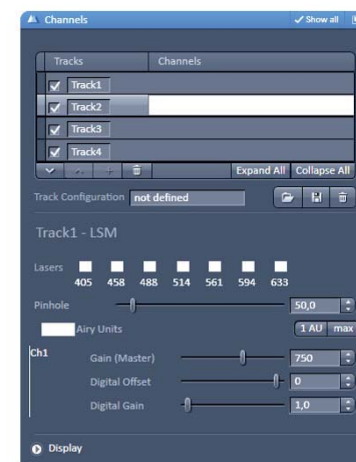 Channels
Show all
Tracks Channels
Track1
Track2
Track3
Track4
Expand All Collapse All
Track Configuration not defined
Track1 - LSM
Lasers
405 458 488 514 561 594 633
Pinhole 50,0
Airy Units 1 AU max
Ch1 Gain (Master) 750
Digital Offset 0
Digital Gain 1,0
Display